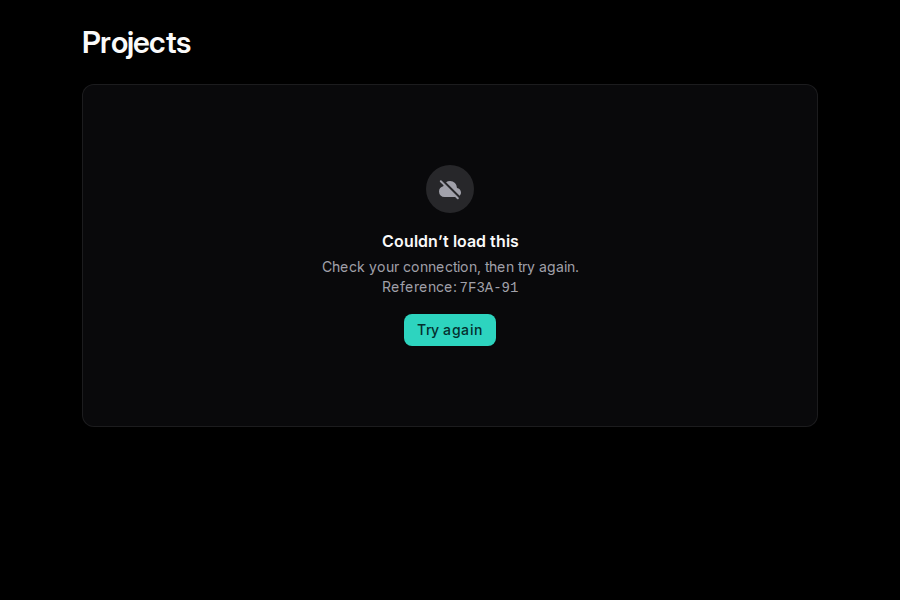 Projects
Couldn’t load this
Check your connection, then try again.
Reference: 7F3A-91
Try again